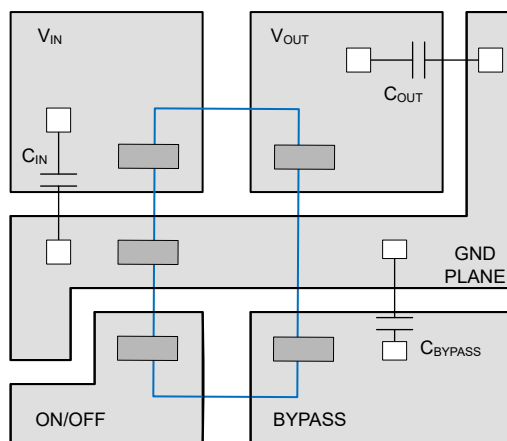 VIN
VOUT
COUT
CIN
GND
PLANE
CBYPASS
ON/OFF
BYPASS